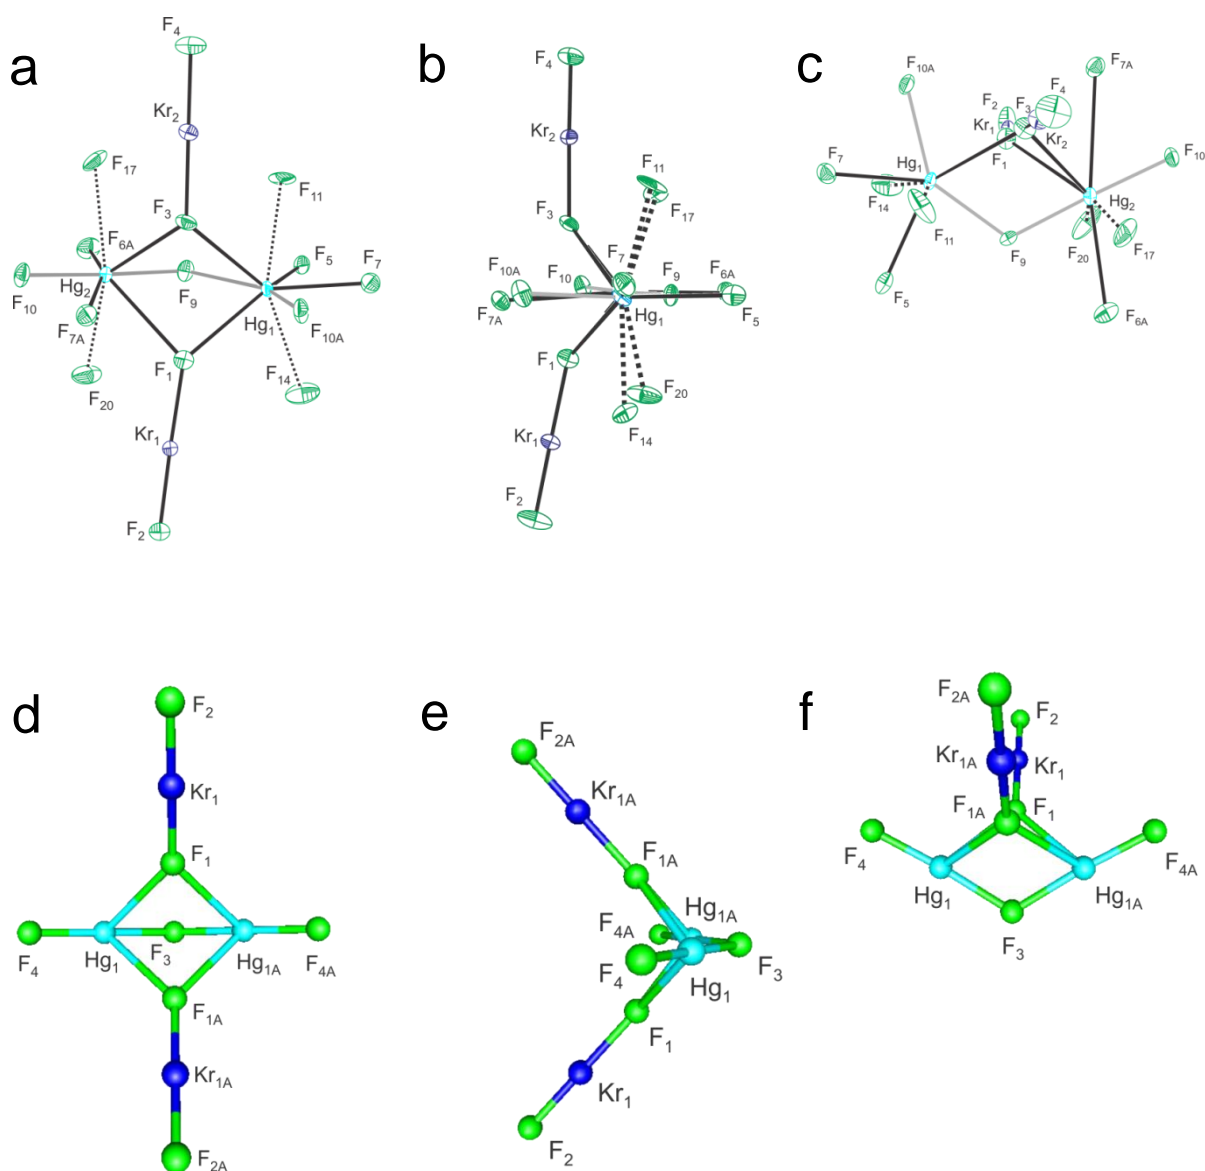 a
F4
Kr2
F17
F11
F3
F6A
F5
F7
F10
Hg2
F9
Hg1
F10A
F7A
F1
F20
F14
Kr1
F2
b
F4
Kr2
F11
F17
F3
F7
F10A
F10
F9
F6A
F7A
Hg1
F5
F1
F20
F14
Kr1
F2
c
F10A
F7A
F4
F2
F3
Kr1
Kr2
F1
F10
F7
Hg1
F14
Hg2
F11
F20
F17
F9
F5
F6A
d
F2
Kr1
F1
F4
Hg1
F3
Hg1A
F4A
F1A
Kr1A
F2A
e
F2A
Kr1A
F1A
Hg1A
F4A
F4
F3
Hg1
F1
Kr1
F2
f
F2A
F2
Kr1A
Kr1
F1A
F1
F4
F4A
Hg1
Hg1A
F3